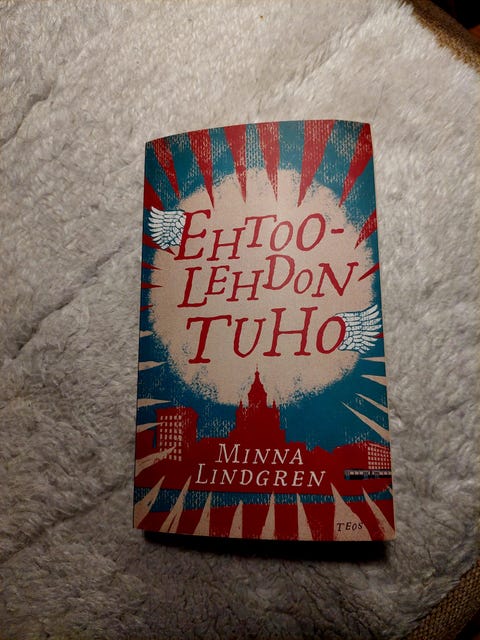 EHTOO-
LEHDON
TUHO
MINNA
LINDGREN
TEOS